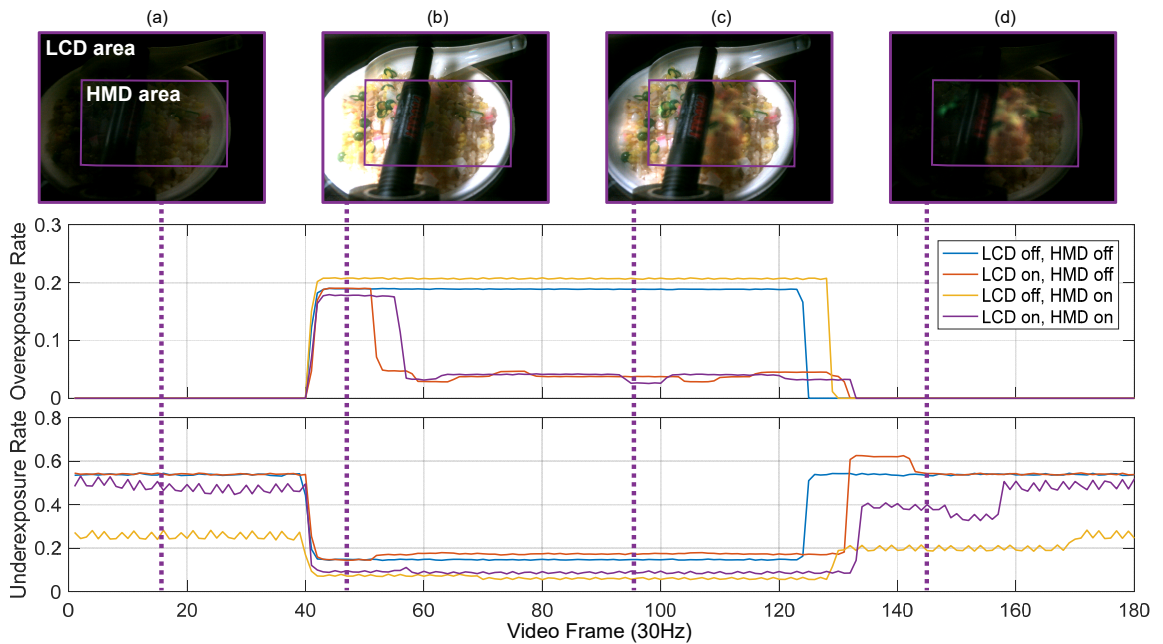 (a)
(b)
(c)
(d)
LCD area
HMD area
Overexposure Rate
0.3
0.2
0.1
0
LCD off, HMD off
LCD on, HMD off
LCD off, HMD on
LCD on, HMD on
Underexposure Rate
0.8
0.6
0.4
0.2
0
0
20
40
60
80
100
120
140
160
180
Video Frame (30Hz)